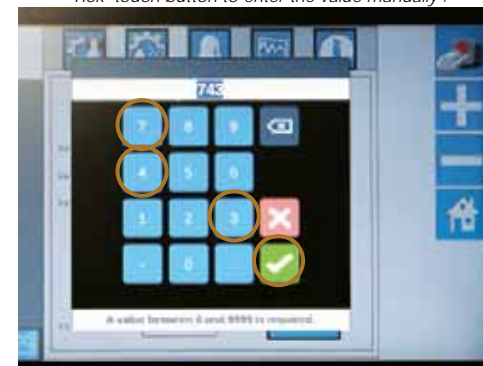 "Tick" touch button to enter the value manually".
743
7 8 9
4 5 6
1 2 3
- 0 .
A value between 0 and 9999 is required.